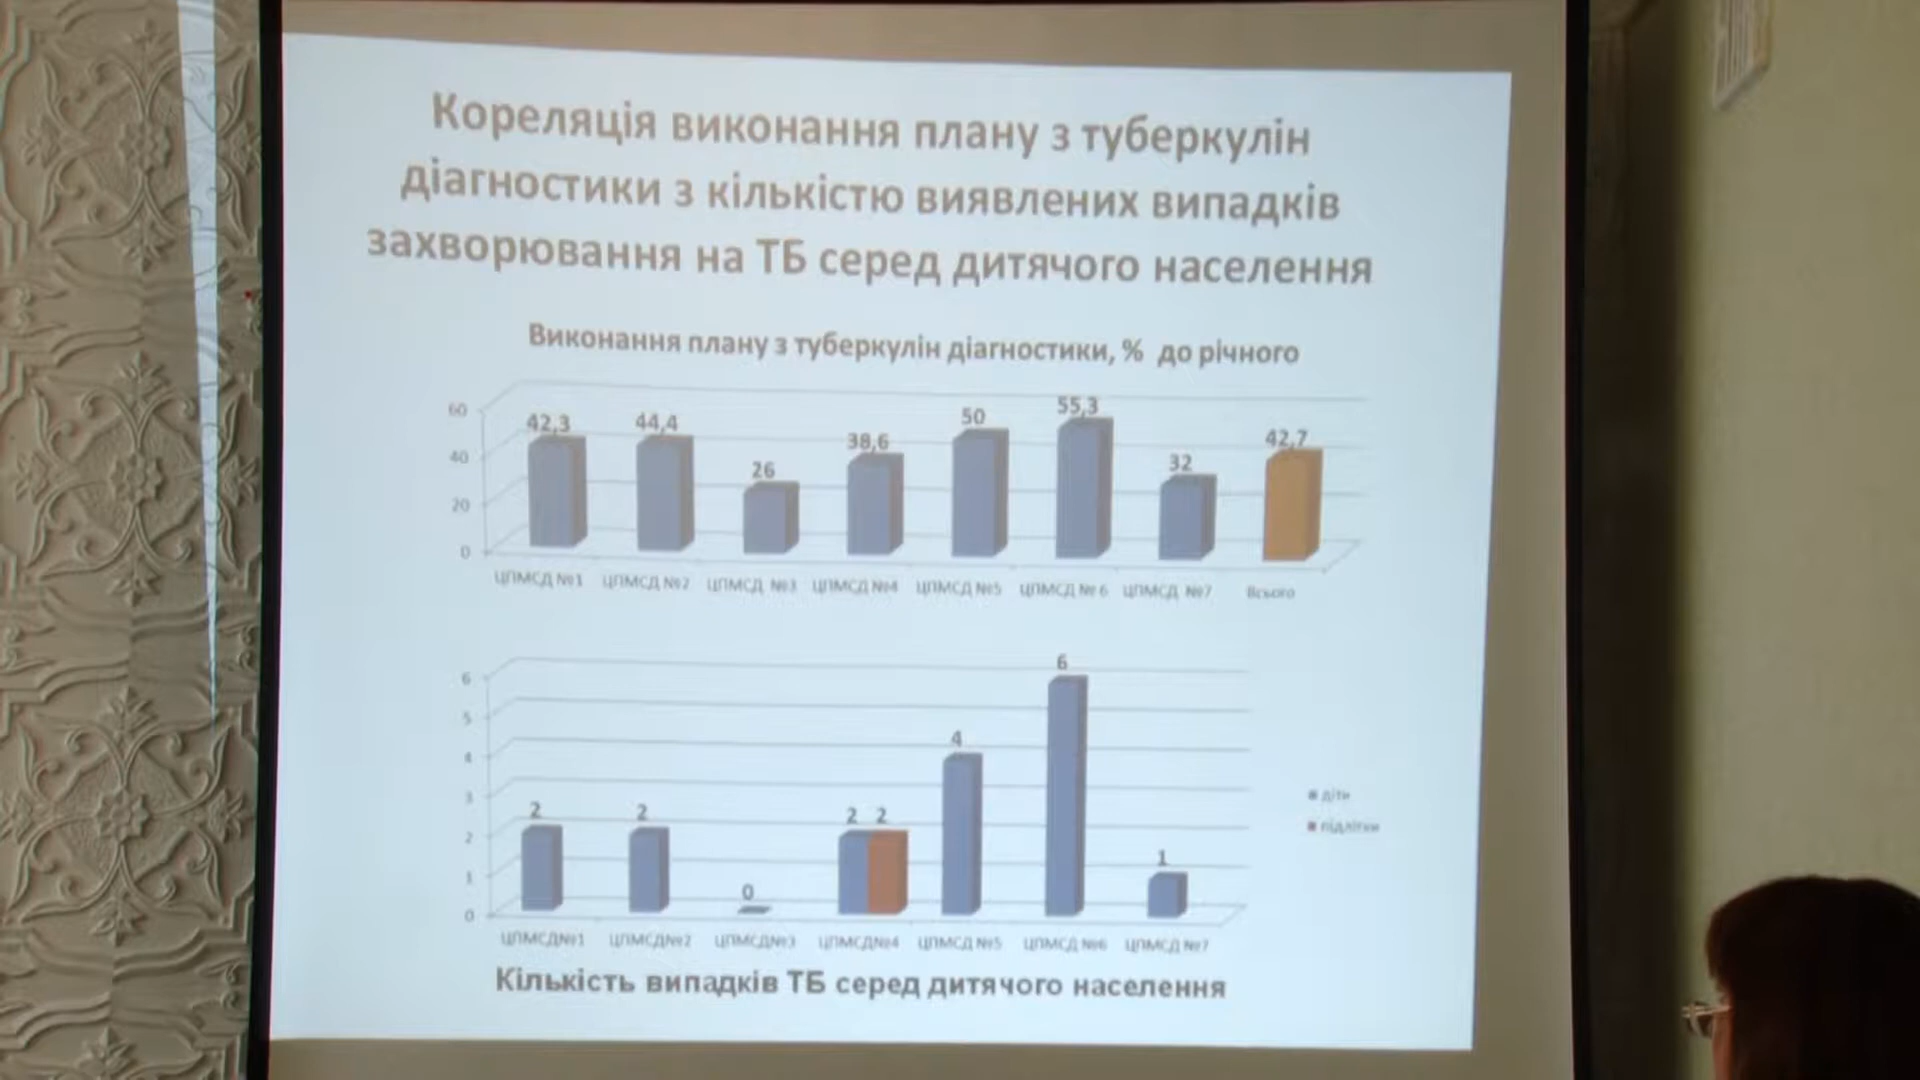 Кореляція виконання плану з туберкулін
діагностики з кількістю виявлених випадків
захворювання на ТБ серед дитячого населення
Виконання плану з туберкулін діагностики, % до річного
60
40
20
0
42,3
44,4
26
38,6
50
55,3
32
42,7
ЦПМСД №1 ЦПМСД №2 ЦПМСД №3 ЦПМСД №4 ЦПМСД №5 ЦПМСД № 6 ЦПМСД №7 Всього
6
5
4
3
2
1
0
2
2
0
2 2
4
6
1
діти
підлітки
ЦПМСД№1 ЦПМСД№2 ЦПМСД№3 ЦПМСД№4 ЦПМСД №5 ЦПМСД №6 ЦПМСД №7
Кількість випадків ТБ серед дитячого населення